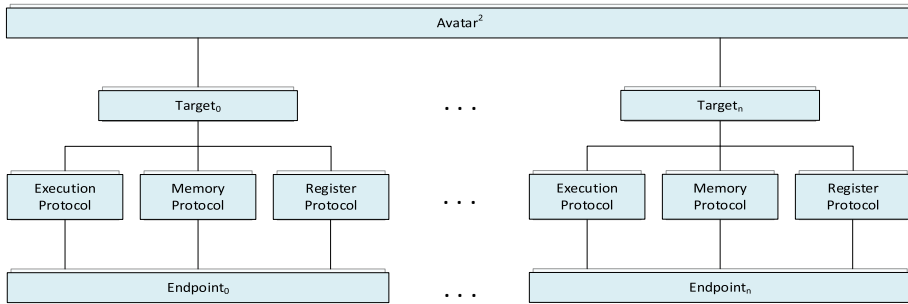 Avatar²
Target₀
. . .
Targetₙ
Execution
Protocol
Memory
Protocol
Register
Protocol
. . .
Execution
Protocol
Memory
Protocol
Register
Protocol
Endpoint₀
. . .
Endpointₙ